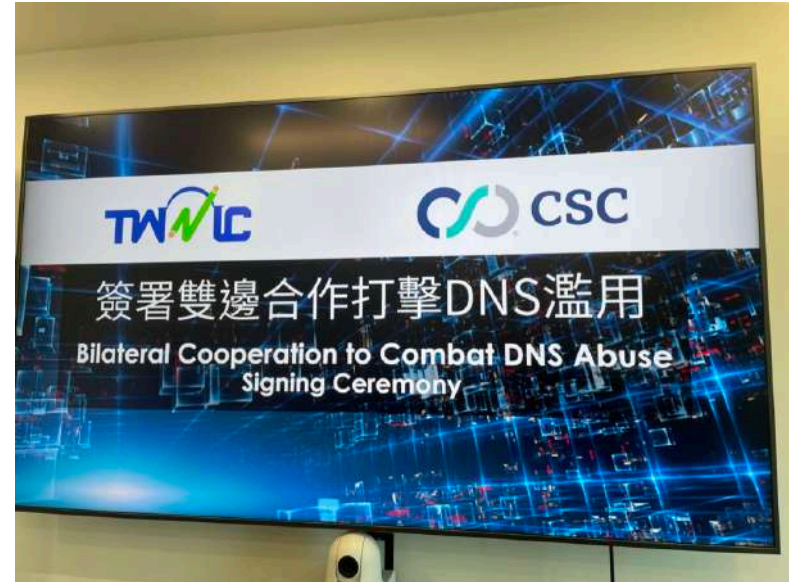 TWNIC
CSC
簽署雙邊合作打擊DNS濫用
Bilateral Cooperation to Combat DNS Abuse
Signing Ceremony